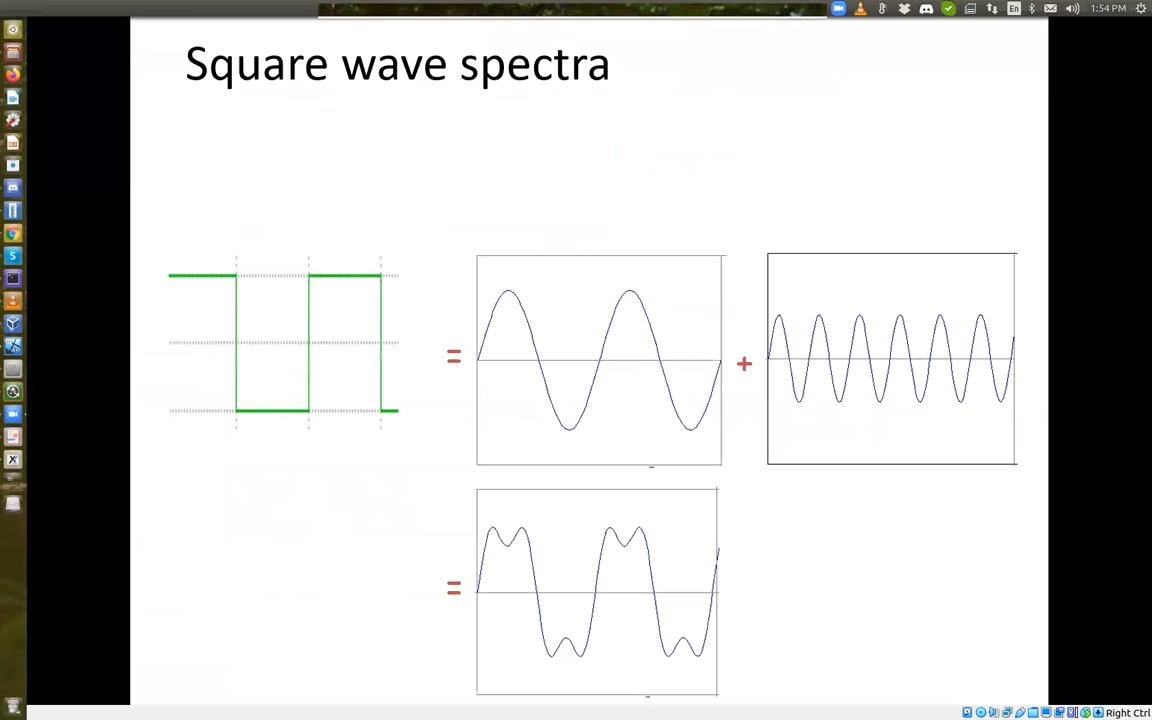 En 1:54 PM
Square wave spectra
=
+
=
Right Ctrl